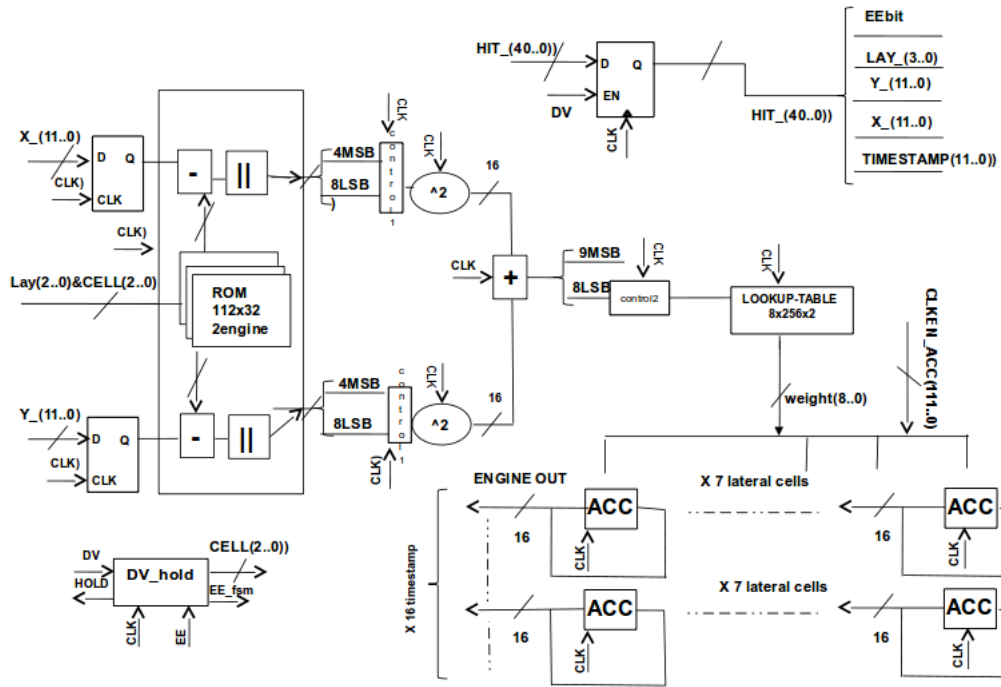 EEbit
HIT_(40..0))
D
Q
EN
DV
CLK
HIT_(40..0))
LAY_(3..0)
Y_(11..0)
X_(11..0)
TIMESTAMP(11..0))
X_(11..0)
D
Q
CLK)
CLK
-
||
4MSB
8LSB
)
CLK
control1
CLK
^2
16
CLK)
Lay(2..0)&CELL(2..0)
ROM
112x32
2engine
CLK
+
9MSB
8LSB
CLK
control2
CLK
LOOKUP-TABLE
8x256x2
CLKEN_ACC(111..0)
weight(8..0)
Y_(11..0)
D
Q
CLK)
CLK
-
||
4MSB
8LSB
control1
CLK)
CLK
^2
16
ENGINE OUT
X 7 lateral cells
ACC
16
CLK
ACC
16
CLK
X 16 timestamp
X 7 lateral cells
ACC
16
CLK
ACC
16
CLK
DV
HOLD
DV_hold
CELL(2..0))
EE_fsm
CLK
EE